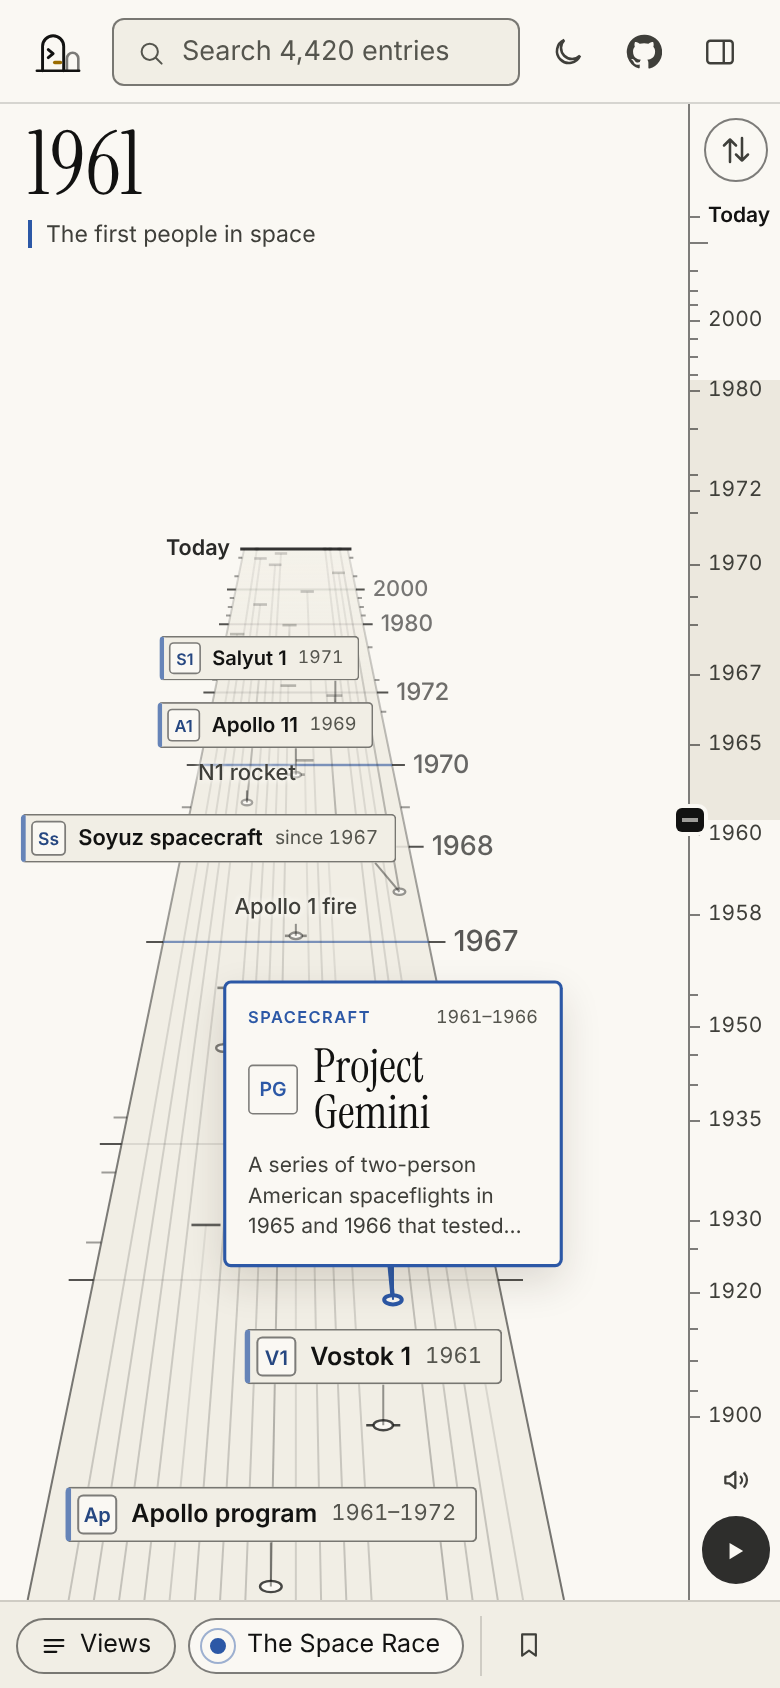 Search 4,420 entries
1961
The first people in space
Today
2000
1980
1972
1970
1967
1965
1960
1958
1950
1935
1930
1920
1900
Today
2000
1980
S1 Salyut 1 1971
1972
A1 Apollo 11 1969
1970
N1 rocket
Ss Soyuz spacecraft since 1967
1968
Apollo 1 fire
1967
SPACECRAFT 1961–1966
PG Project
Gemini
A series of two-person
American spaceflights in
1965 and 1966 that tested…
V1 Vostok 1 1961
Ap Apollo program 1961–1972
Views
The Space Race